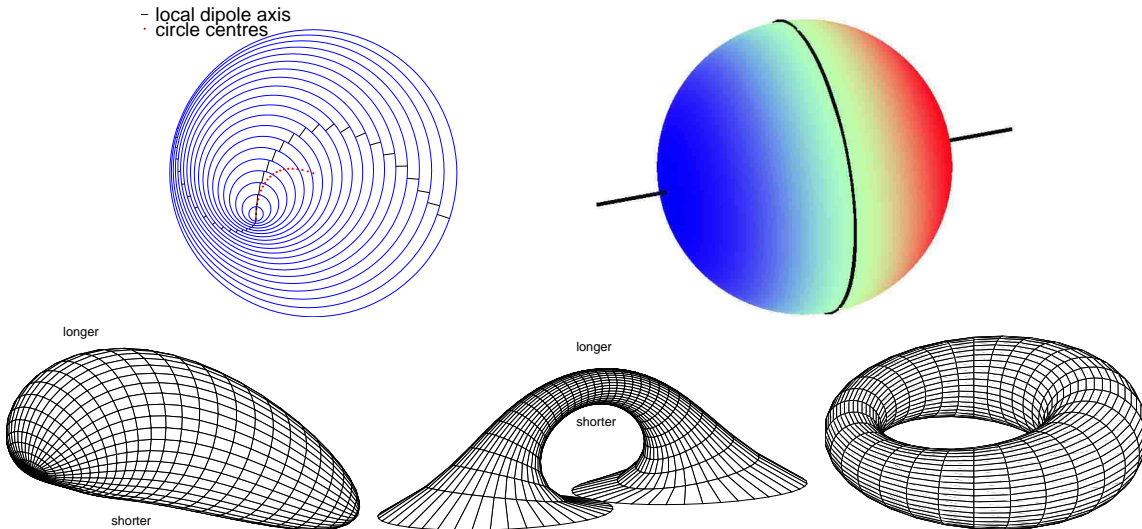 – local dipole axis
· circle centres
longer
shorter
longer
shorter